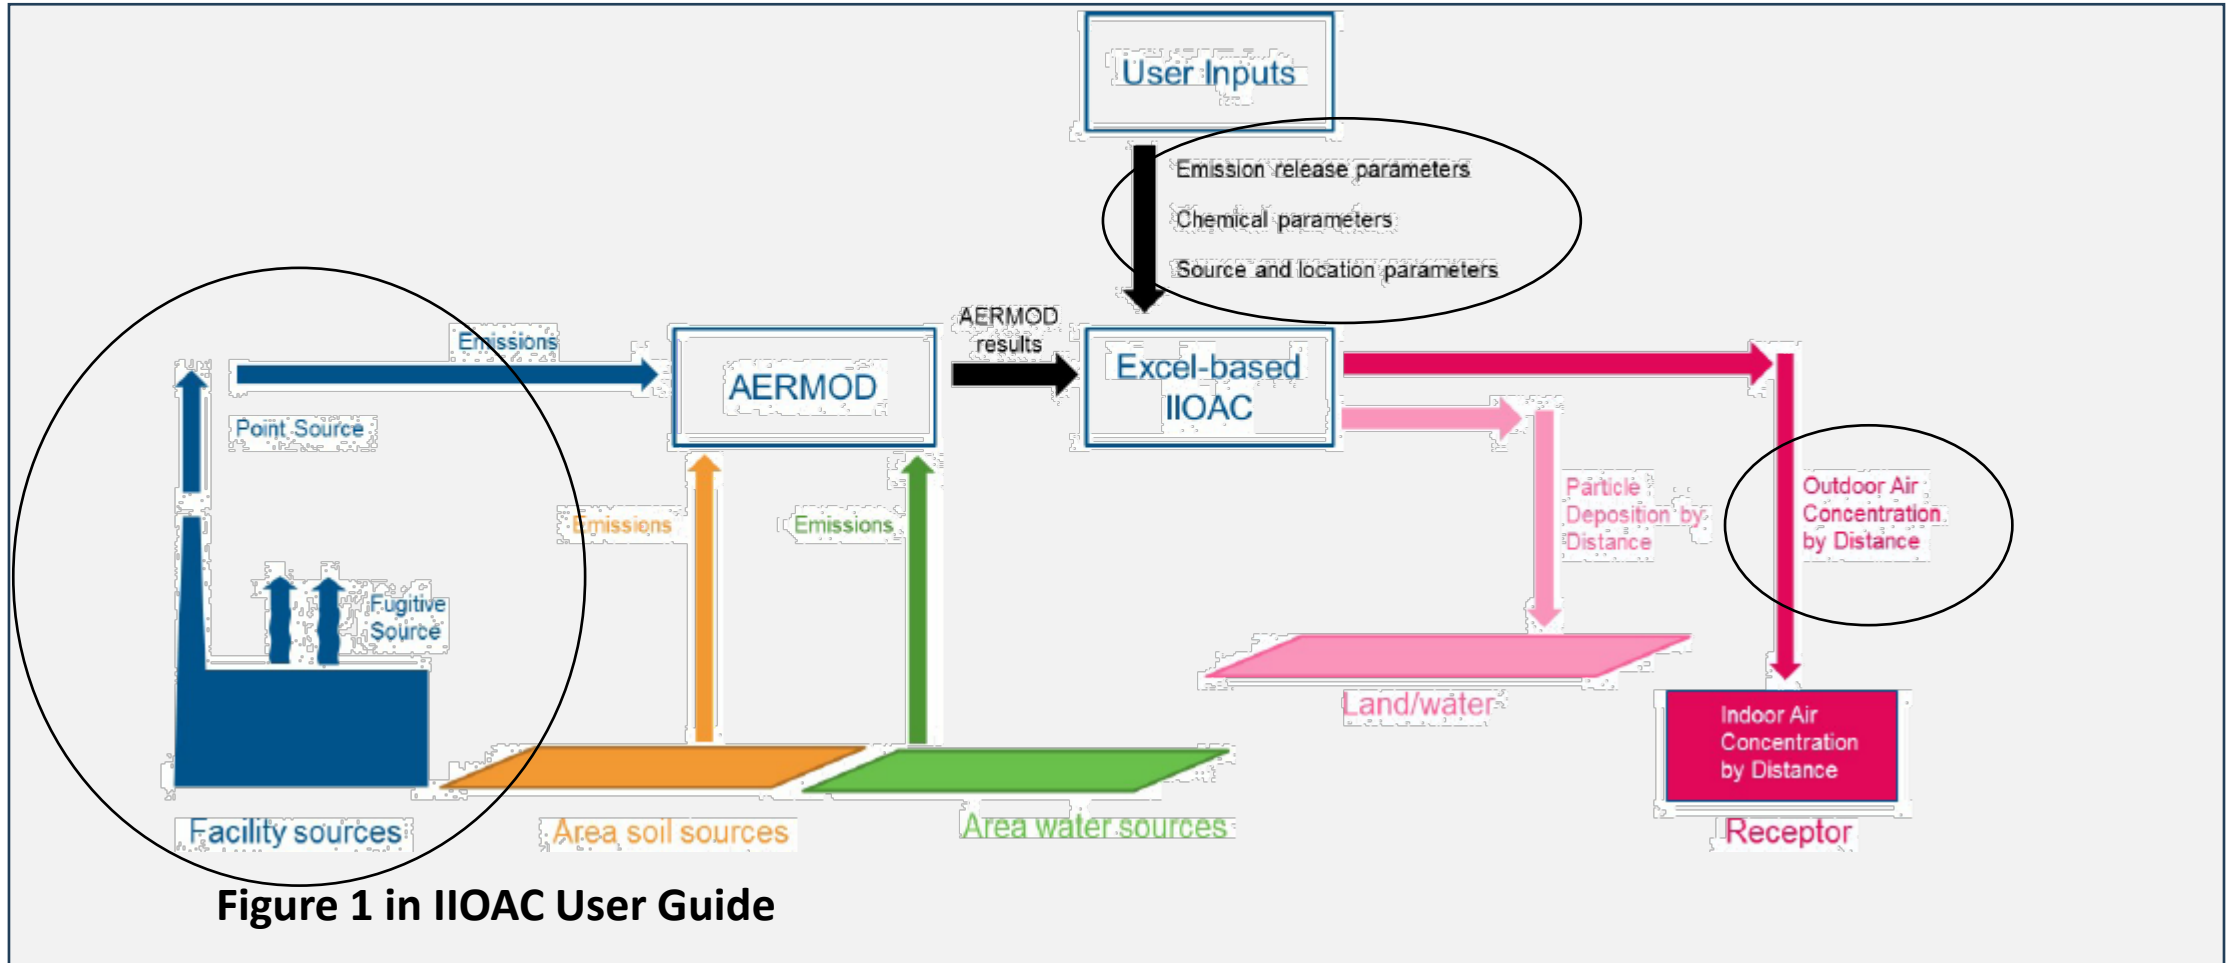 User Inputs
Emission release parameters
Chemical parameters
Source and location parameters
AERMOD
results
Emissions
AERMOD
Excel-based
IIOAC
Point Source
Emissions
Emissions
Particle
Deposition by
Distance
Outdoor Air
Concentration
by Distance
Fugitive
Source
Land/water
Indoor Air
Concentration
by Distance
Facility sources
Area soil sources
Area water sources
Receptor
Figure 1 in IIOAC User Guide